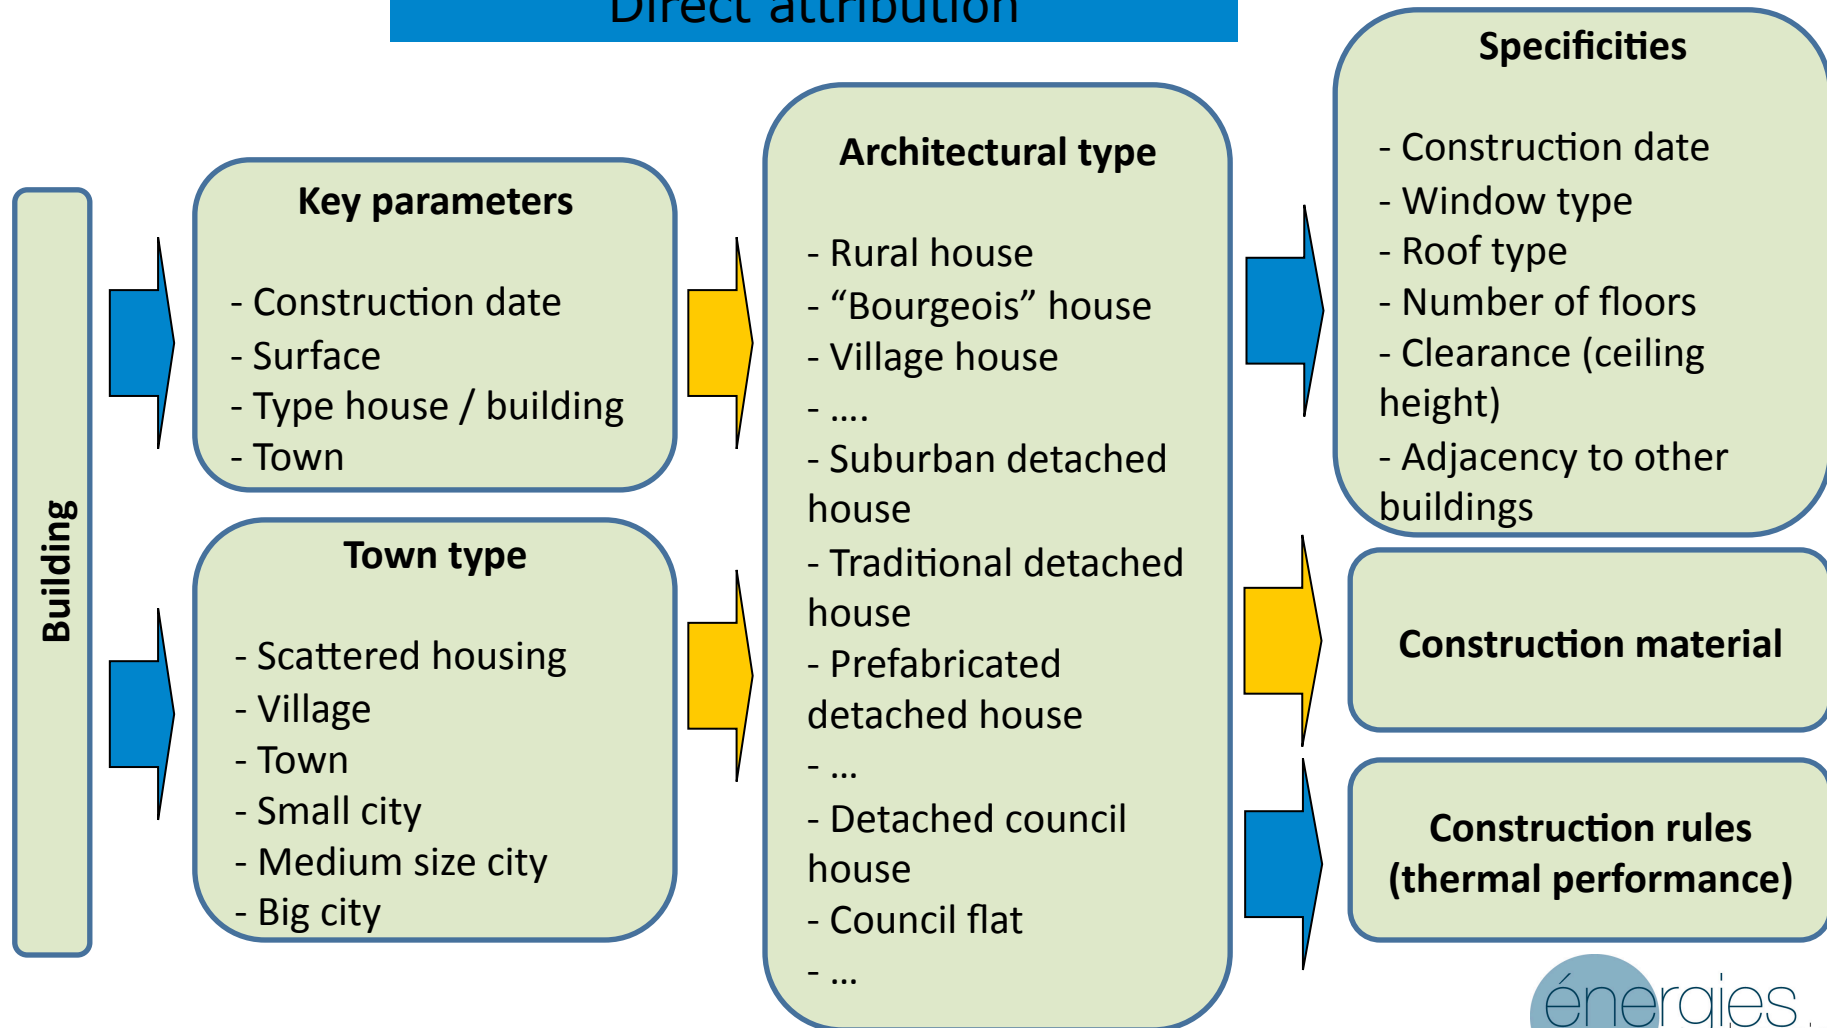 Direct attribution
Building
Key parameters
- Construction date
- Surface
- Type house / building
- Town
Town type
- Scattered housing
- Village
- Town
- Small city
- Medium size city
- Big city
Architectural type
- Rural house
- “Bourgeois” house
- Village house
- ....
- Suburban detached
house
- Traditional detached
house
- Prefabricated
detached house
- ...
- Detached council
house
- Council flat
- ...
Specificities
- Construction date
- Window type
- Roof type
- Number of floors
- Clearance (ceiling
height)
- Adjacency to other
buildings
Construction material
Construction rules
(thermal performance)
énergies